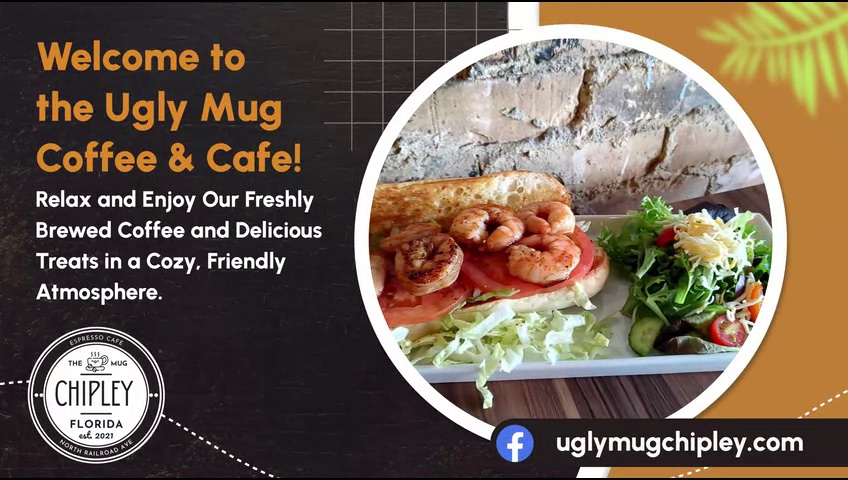 Welcome to
the Ugly Mug
Coffee & Cafe!
Relax and Enjoy Our Freshly
Brewed Coffee and Delicious
Treats in a Cozy, Friendly
Atmosphere.
ESPRESSO CAFE
THE MUG
CHIPLEY
FLORIDA
est. 2021
NORTH RAILROAD AVE
uglymugchipley.com